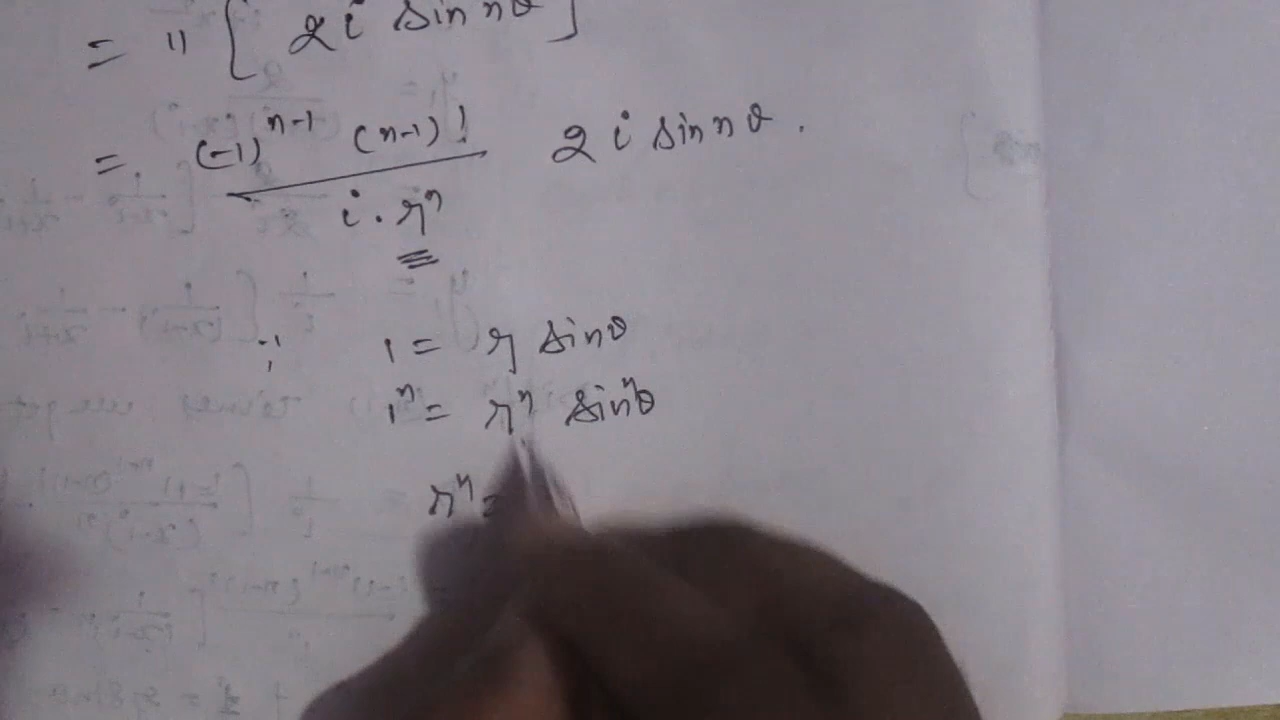 = " [ 2i sin nθ ]
= (-1)^{n-1} (n-1)! / i . r^n 2i sin nθ .
∵ 1 = r sinθ
1^n = r^n sin^nθ
r^n =